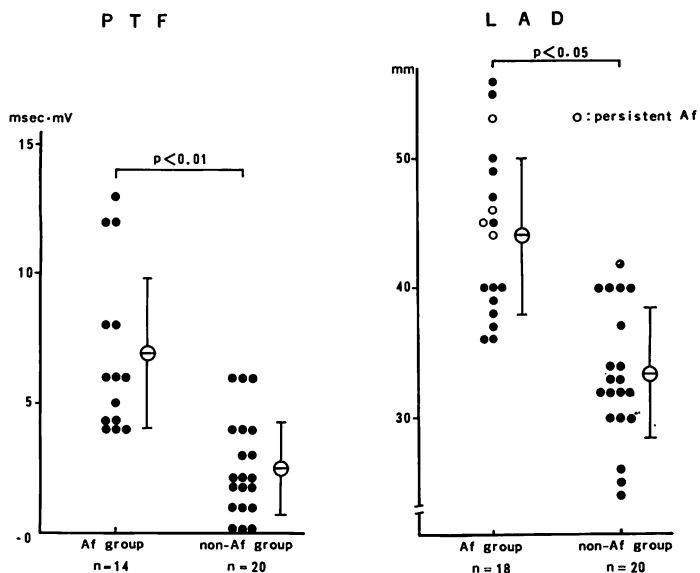 P T F
msec·mV
15
10
5
-0
p<0.01
Af group
n=14
non-Af group
n=20
L A D
mm
50
40
30
p<0.05
o:persistent Af
Af group
n=18
non-Af group
n=20